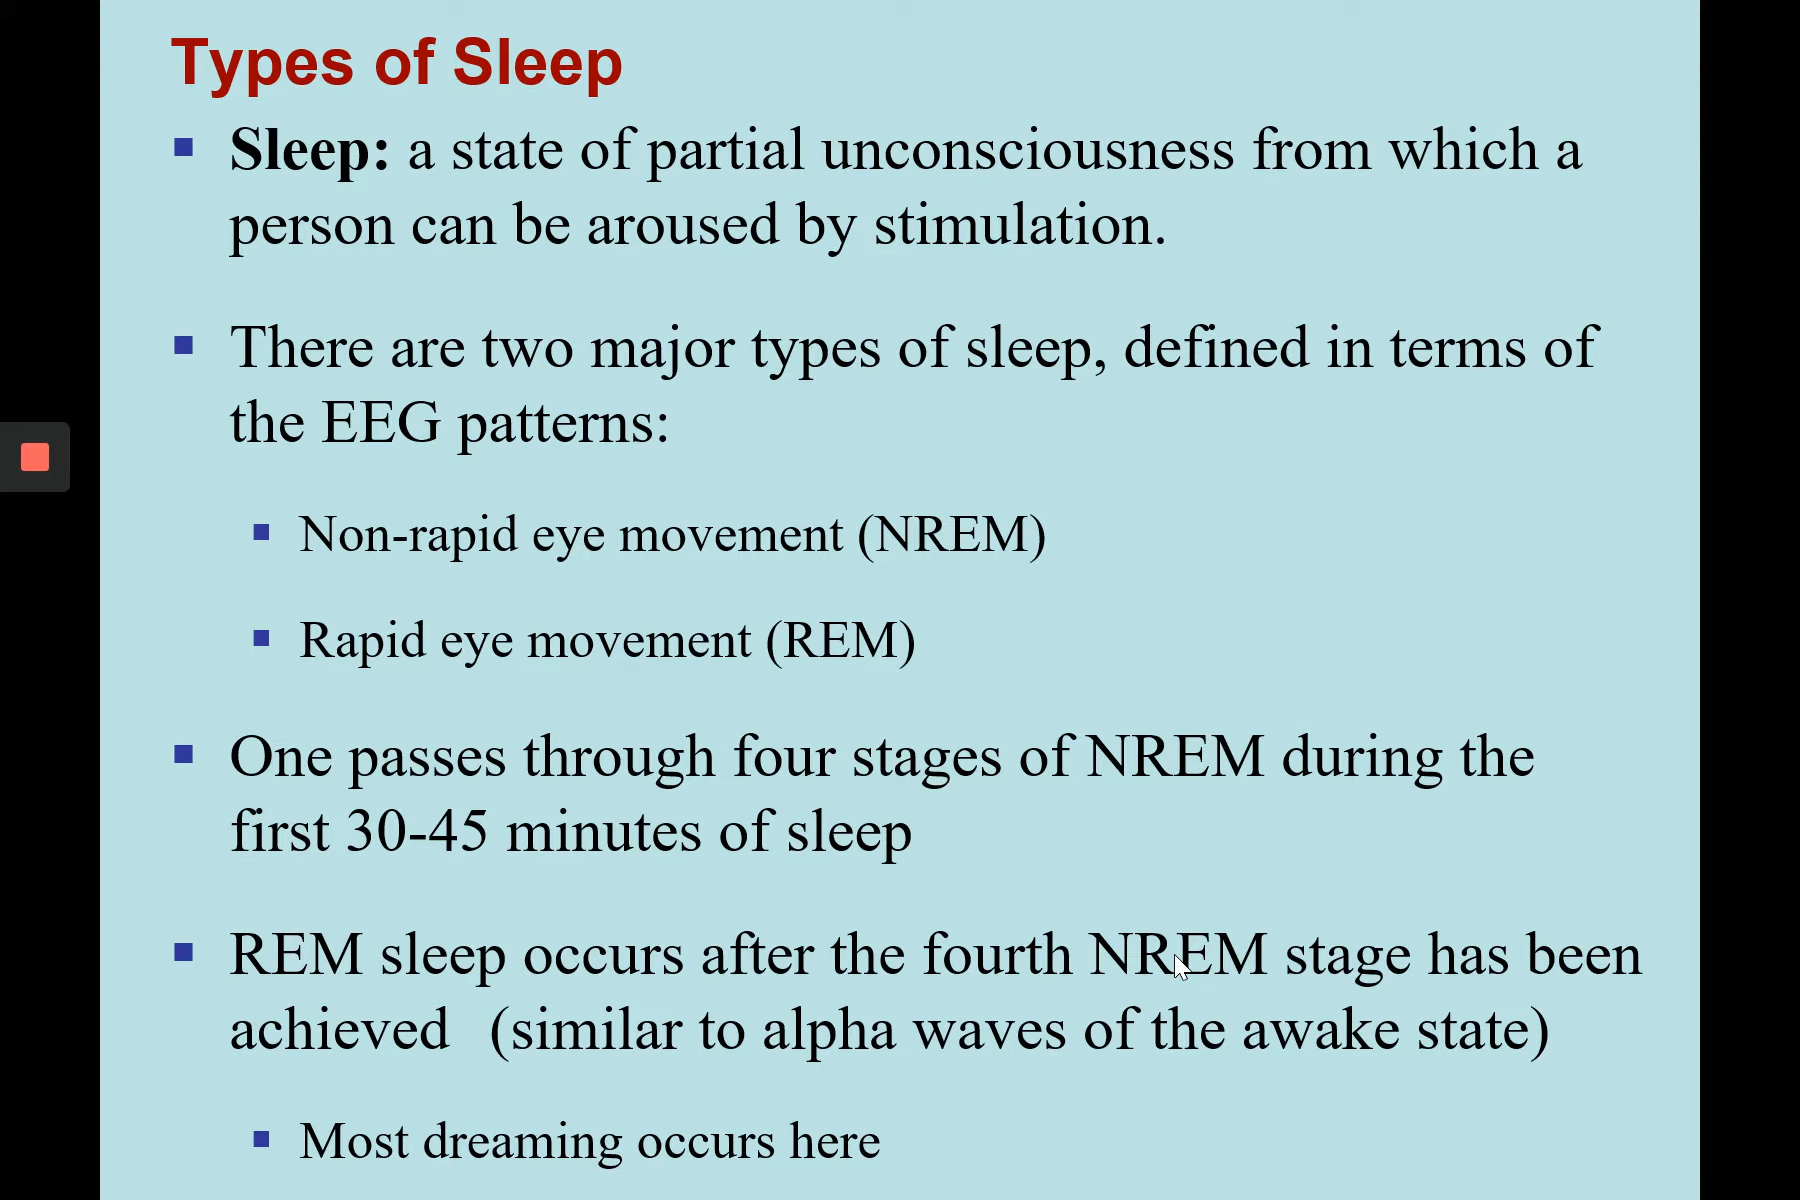 Types of Sleep
Sleep: a state of partial unconsciousness from which a
person can be aroused by stimulation.
There are two major types of sleep, defined in terms of
the EEG patterns:
Non-rapid eye movement (NREM)
Rapid eye movement (REM)
One passes through four stages of NREM during the
first 30-45 minutes of sleep
REM sleep occurs after the fourth NREM stage has been
achieved (similar to alpha waves of the awake state)
Most dreaming occurs here